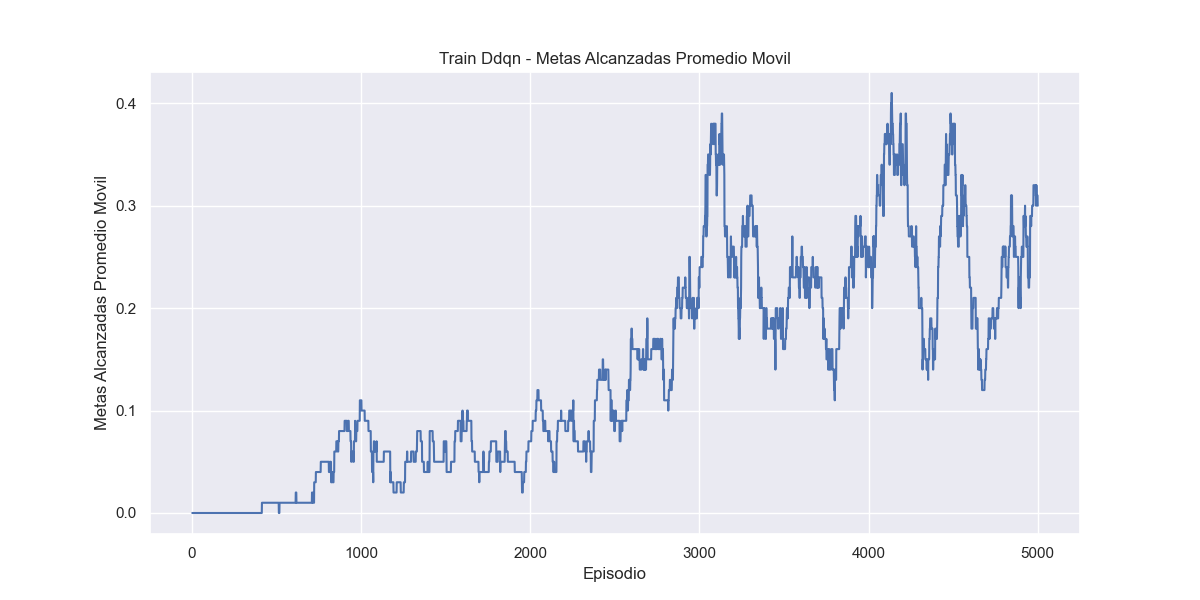 Train Ddqn - Metas Alcanzadas Promedio Movil
Metas Alcanzadas Promedio Movil
0.4
0.3
0.2
0.1
0.0
0 1000 2000 3000 4000 5000
Episodio